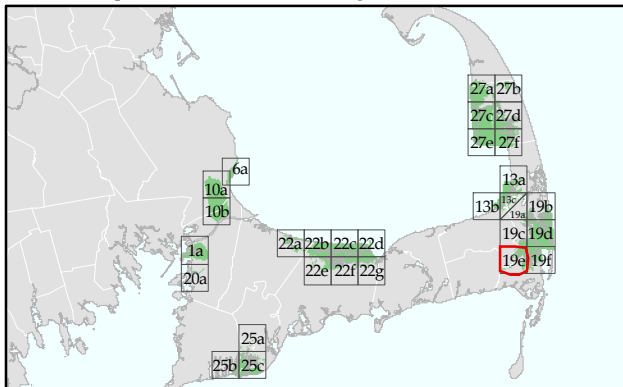 27a 27b
27c 27d
27e 27f
6a
13a
10a
13b 13c 19b
19a
10b
19c 19d
22a 22b 22c 22d
1a
19e 19f
22e 22f 22g
20a
25a
25b 25c